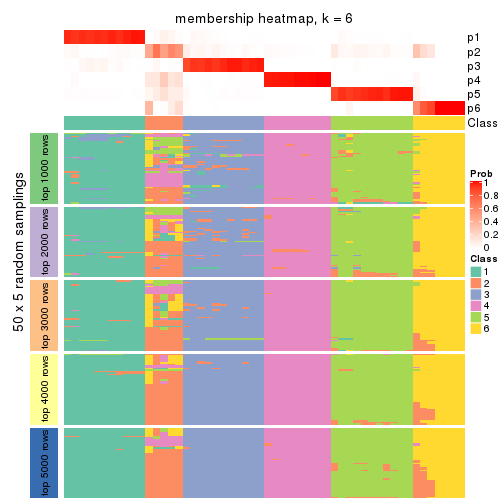 membership heatmap, k = 6
p1
p2
p3
p4
p5
p6
Class
50 x 5 random samplings
top 1000 rows
top 2000 rows
top 3000 rows
top 4000 rows
top 5000 rows
Prob
1
0.8
0.6
0.4
0.2
0
Class
1
2
3
4
5
6